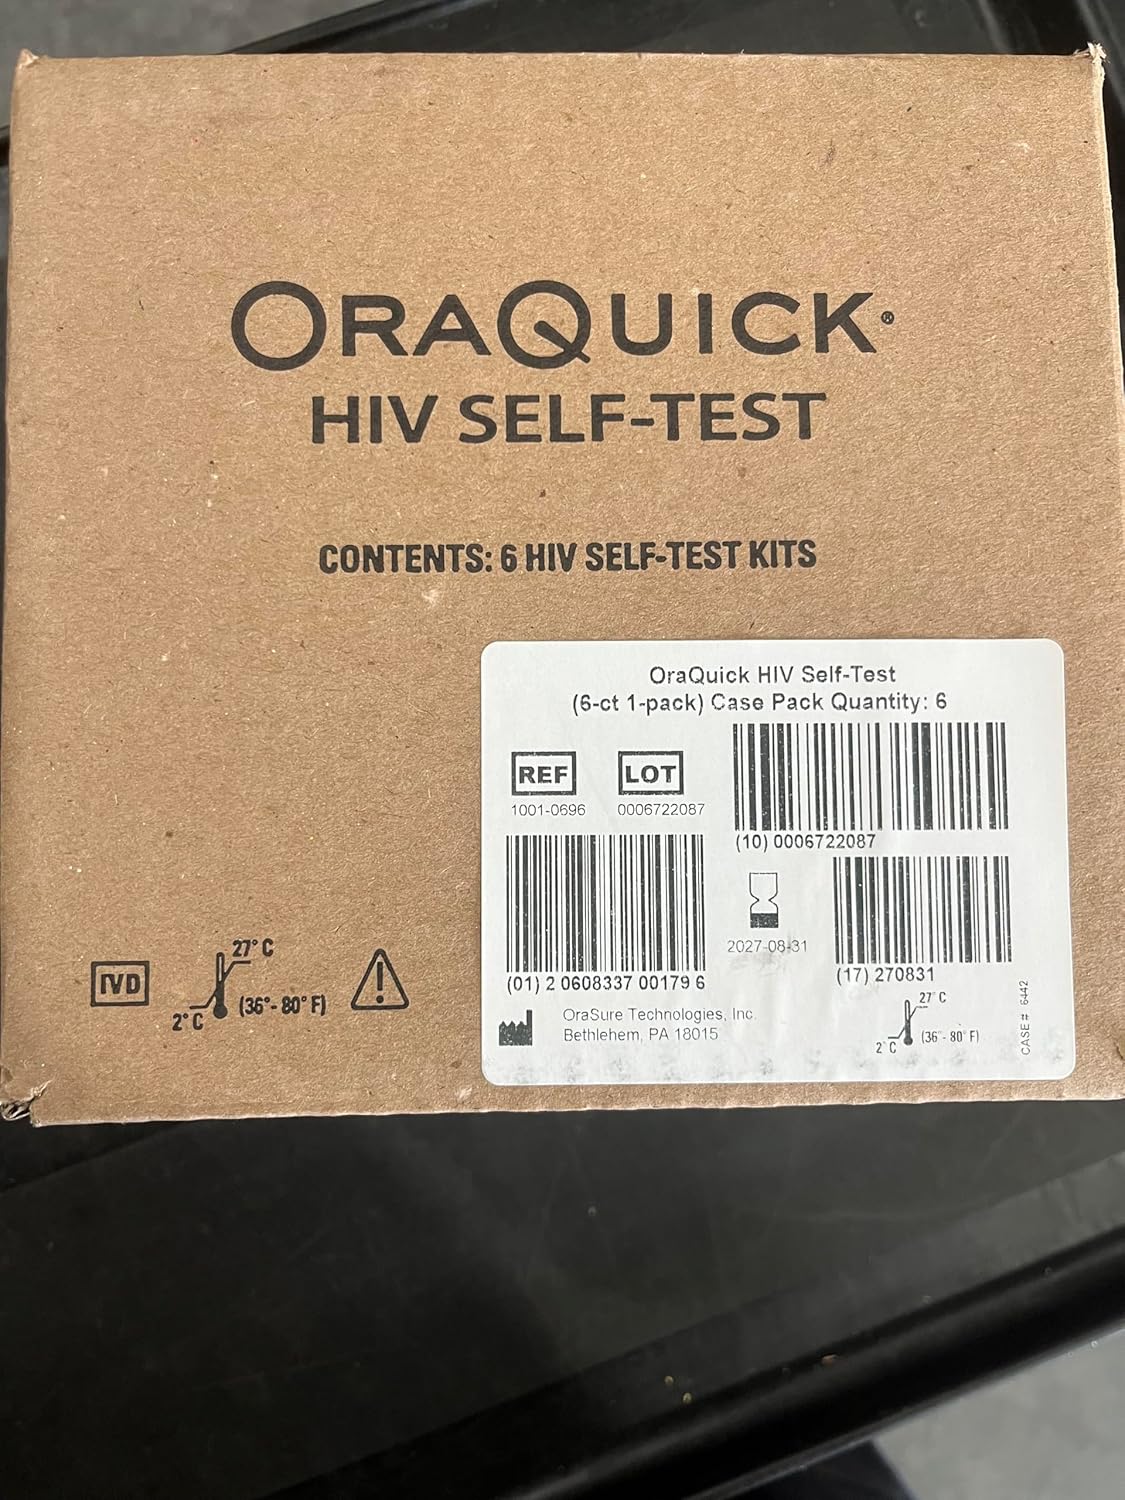 ORAQUICK®
HIV SELF-TEST
CONTENTS: 6 HIV SELF-TEST KITS
OraQuick HIV Self-Test
(6-ct 1-pack) Case Pack Quantity: 6
REF LOT
1001-0696 0006722087
(10) 0006722087
2027-08-31
(01) 2 0608337 00179 6
(17) 270831
OraSure Technologies, Inc.
Bethlehem, PA 18015
27°C
2°C (36°- 80°F)
CASE # 6442
IVD
27°C
2°C (36°- 80°F)